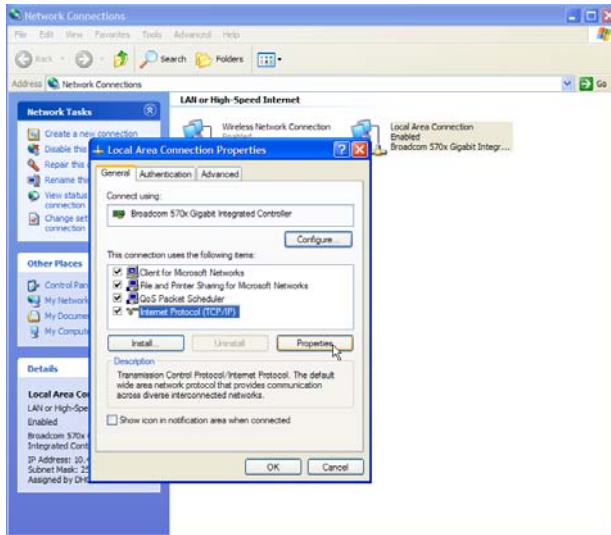 Network Connections
File Edit View Favorites Tools Advanced Help
Back Search Folders
Address Network Connections Go
LAN or High-Speed Internet
Network Tasks
Create a new connection
Disable this
Repair this
Rename this
View status
connection
Change set
connection
Other Places
Control Pan
My Network
My Docume
My Compute
Details
Local Area Co
LAN or High-Spe
Enabled
Broadcom 570x
Integrated Cont
IP Address: 10.
Subnet Mask: 25
Assigned by DHC
Wireless Network Connection
Enabled
Local Area Connection
Enabled
Broadcom 570x Gigabit Integr...
Local Area Connection Properties
General Authentication Advanced
Connect using:
Broadcom 570x Gigabit Integrated Controller
Configure...
This connection uses the following items:
Client for Microsoft Networks
File and Printer Sharing for Microsoft Networks
QoS Packet Scheduler
Internet Protocol (TCP/IP)
Install... Uninstall Properties
Description
Transmission Control Protocol/Internet Protocol. The default
wide area network protocol that provides communication
across diverse interconnected networks.
Show icon in notification area when connected
OK Cancel